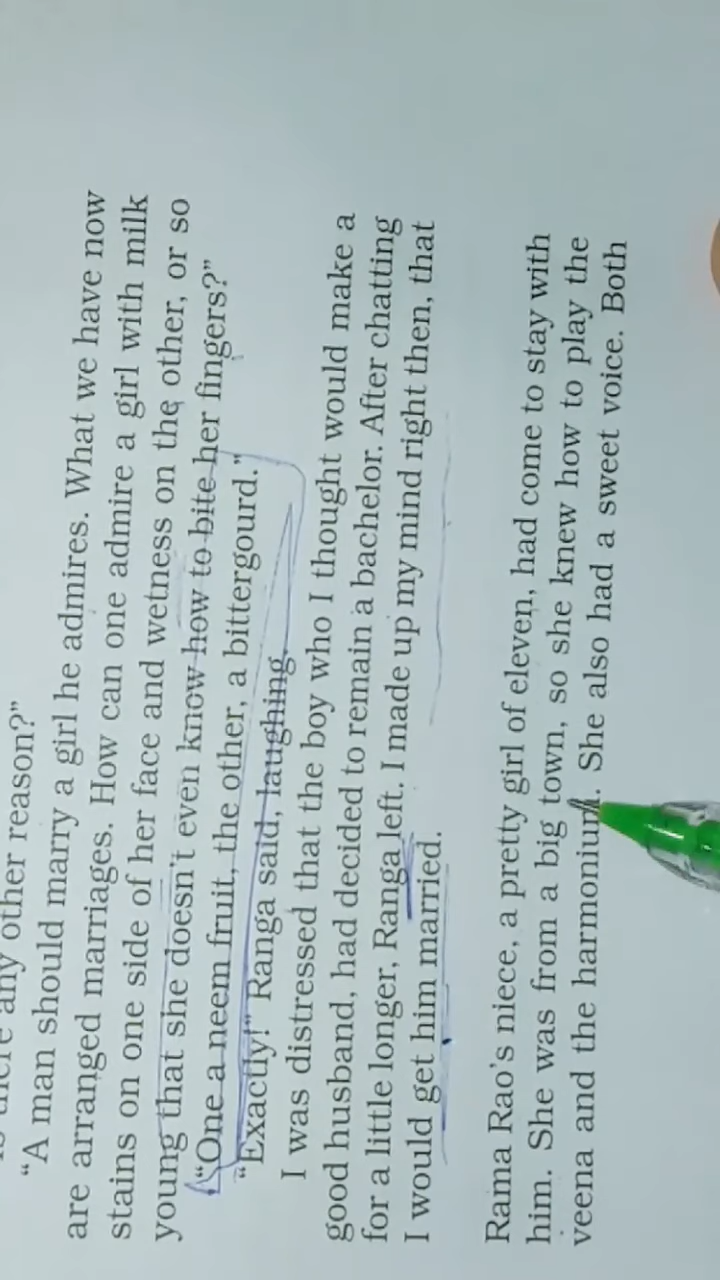 any other reason?”
“A man should marry a girl he admires. What we have now
are arranged marriages. How can one admire a girl with milk
stains on one side of her face and wetness on the other, or so
young that she doesn’t even know how to bite her fingers?”
“One a neem fruit, the other, a bittergourd.”
“Exactly!” Ranga said, laughing.
I was distressed that the boy who I thought would make a
good husband, had decided to remain a bachelor. After chatting
for a little longer, Ranga left. I made up my mind right then, that
I would get him married.
Rama Rao’s niece, a pretty girl of eleven, had come to stay with
him. She was from a big town, so she knew how to play the
veena and the harmonium. She also had a sweet voice. Both